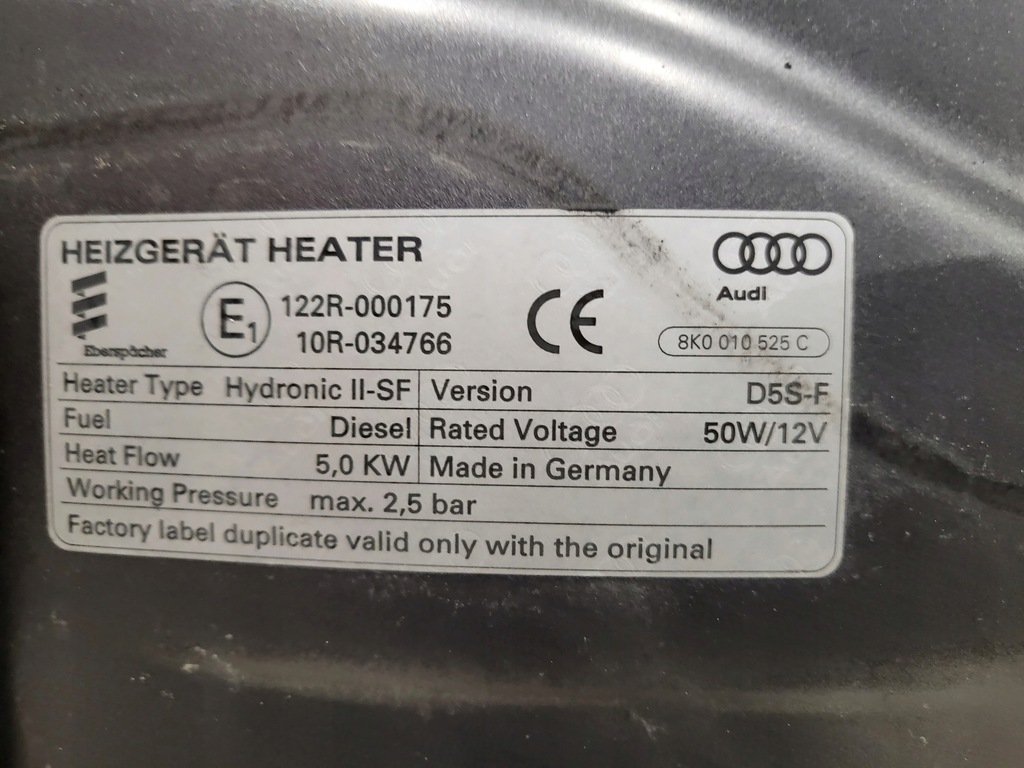 HEIZGERÄT HEATER
Audi
Eberspächer
E1
122R-000175
10R-034766
CE
8K0 010 525 C
Heater Type Hydronic II-SF Version D5S-F
Fuel Diesel Rated Voltage 50W/12V
Heat Flow 5,0 KW Made in Germany
Working Pressure max. 2,5 bar
Factory label duplicate valid only with the original